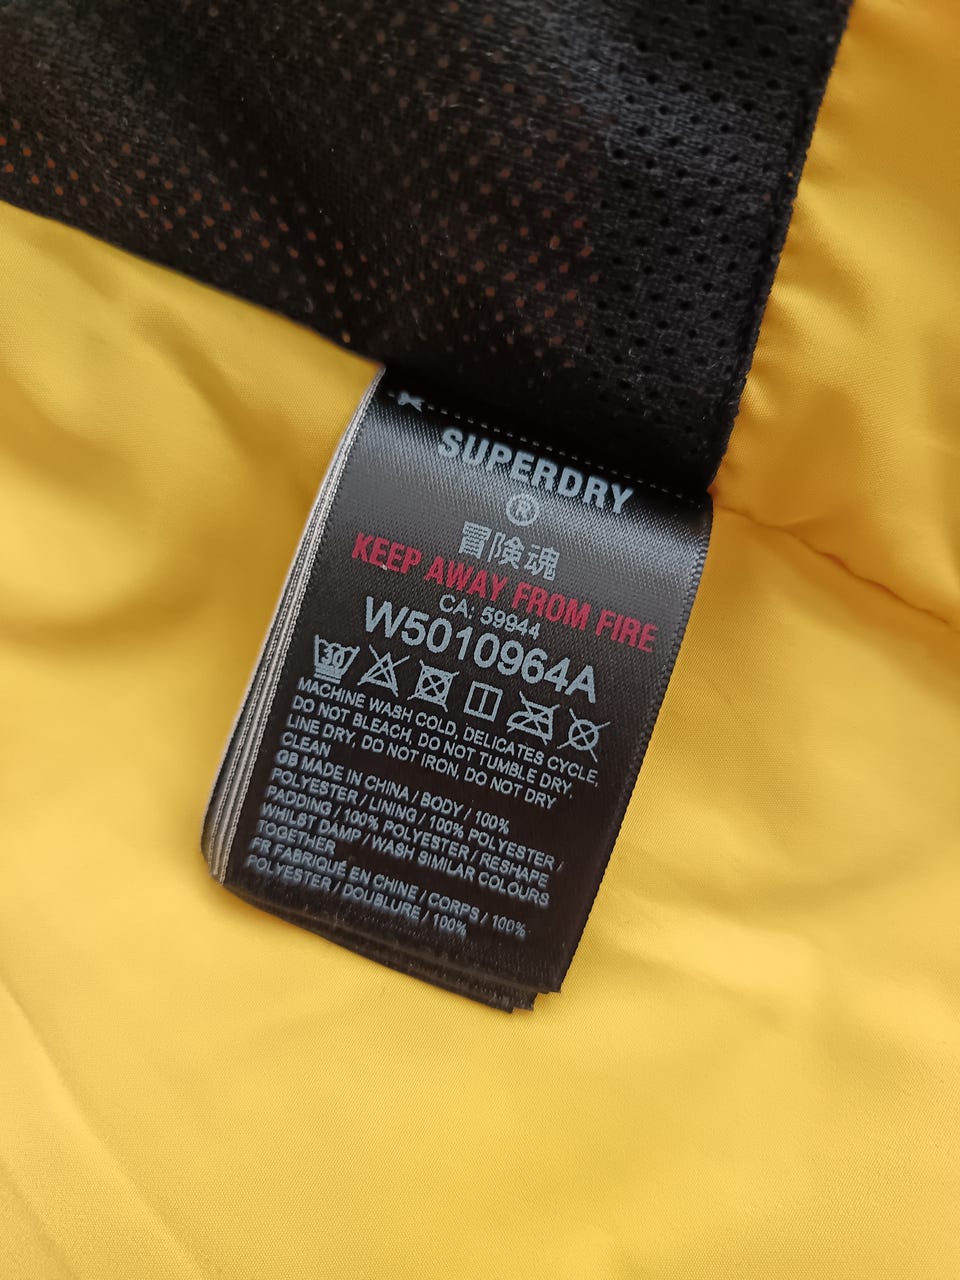 SUPERDRY
®
冒険魂
KEEP AWAY FROM FIRE
CA: 59944
W5010964A
30
MACHINE WASH COLD, DELICATES CYCLE,
DO NOT BLEACH, DO NOT TUMBLE DRY,
LINE DRY, DO NOT IRON, DO NOT DRY
CLEAN
GB MADE IN CHINA / BODY / 100%
POLYESTER / LINING / 100% POLYESTER /
PADDING / 100% POLYESTER / RESHAPE
WHILST DAMP / WASH SIMILAR COLOURS
TOGETHER
FR FABRIQUÉ EN CHINE / CORPS / 100%
POLYESTER / DOUBLURE / 100%